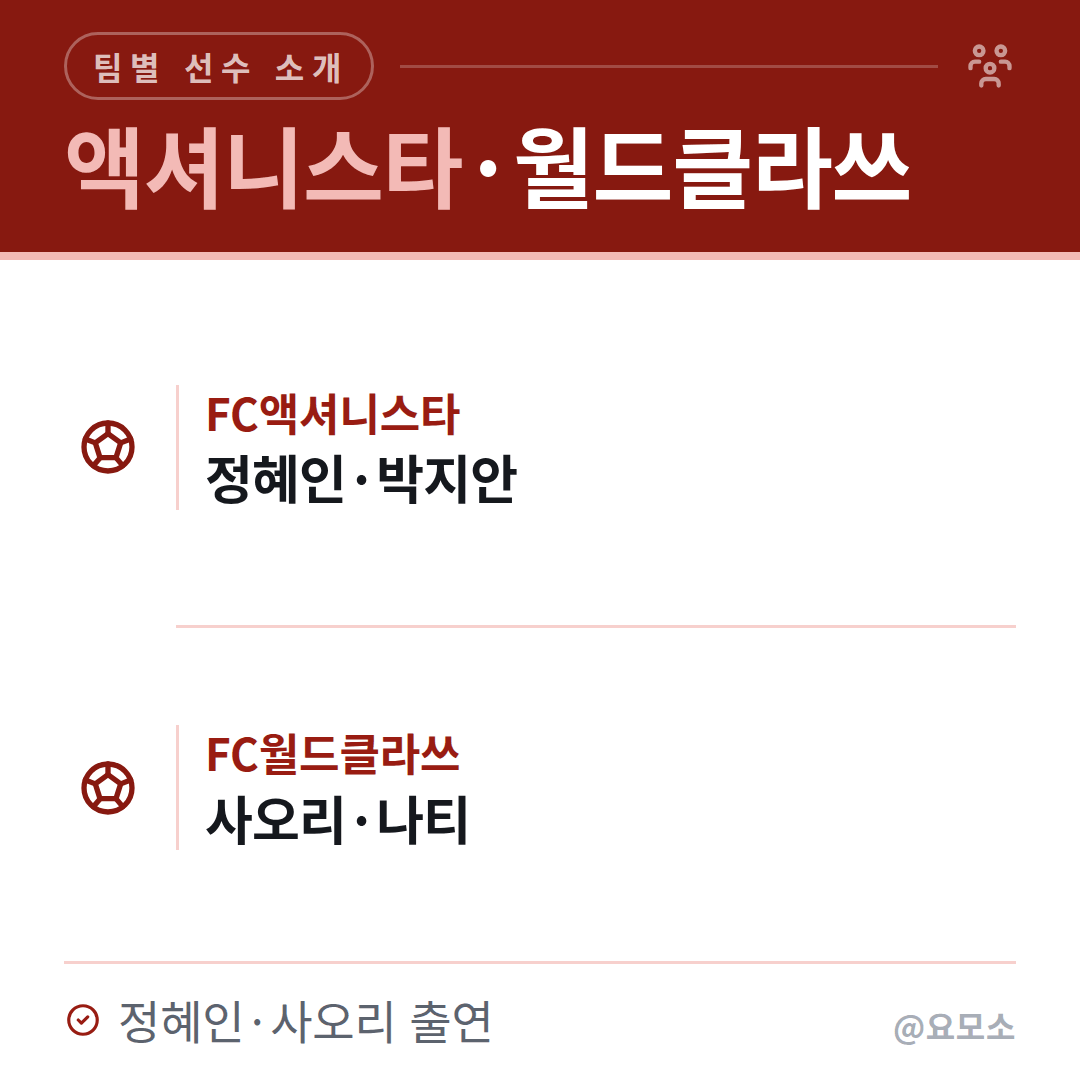 팀별 선수 소개
액셔니스타·월드클라쓰
FC액셔니스타
정혜인·박지안
FC월드클라쓰
사오리·나티
정혜인·사오리 출연
@요모소